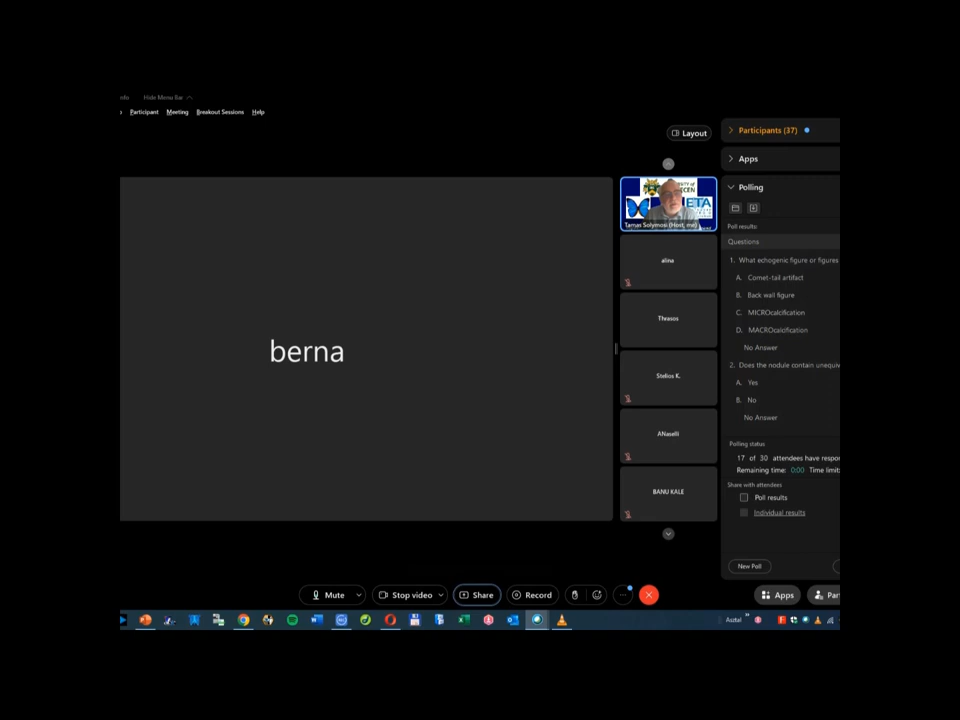 Hide Menu Bar
Participant Meeting Breakout Sessions Help
Layout
Participants (37)
Apps
Polling
Poll results:
Questions
1. What echogenic figure or figures
A. Comet-tail artifact
B. Back wall figure
C. MICROcalcification
D. MACROcalcification
No Answer
2. Does the nodule contain unequiv
A. Yes
B. No
No Answer
Polling status
17 of 30 attendees have respo
Remaining time: 0:00 Time limit:
Share with attendees
Poll results
Individual results
New Poll
berna
ETA
Tamas Solymosi (Host, me)
alina
Thrasos
Stelios K.
ANaselli
BANU KALE
Mute
Stop video
Share
Record
Apps
Par
Asztal